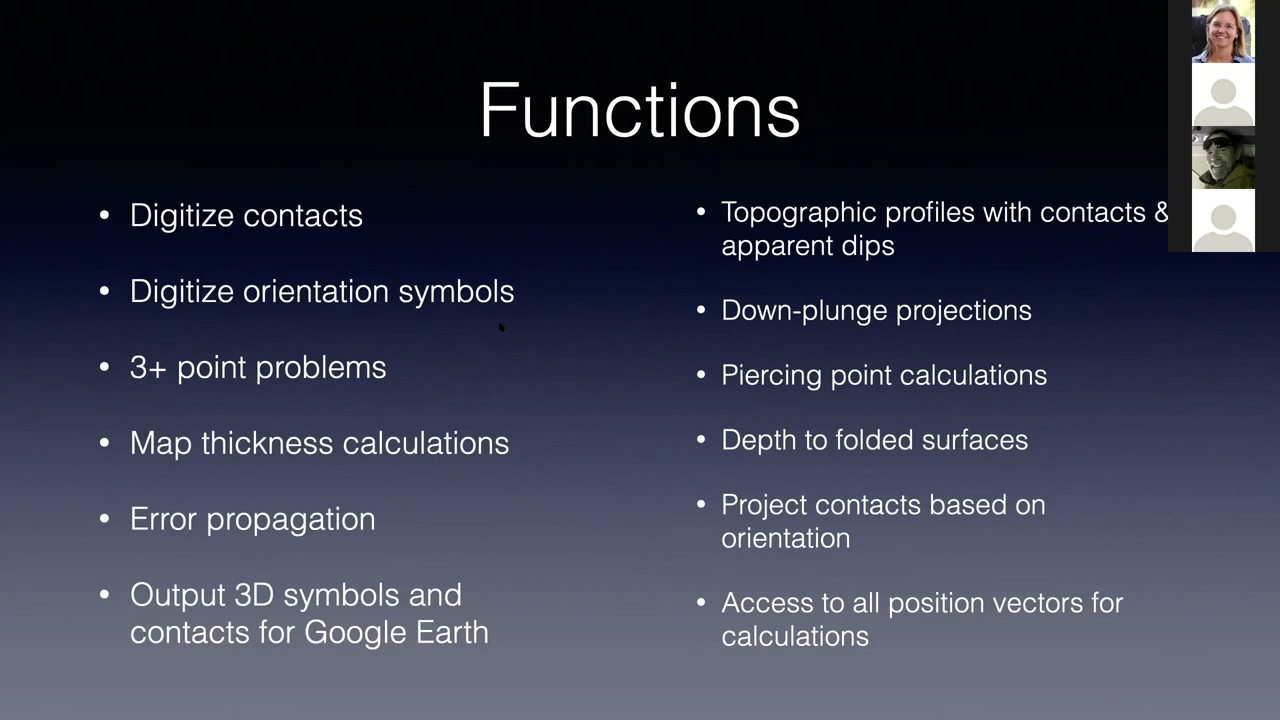 Functions
• Digitize contacts
• Digitize orientation symbols
• 3+ point problems
• Map thickness calculations
• Error propagation
• Output 3D symbols and
contacts for Google Earth
• Topographic profiles with contacts &
apparent dips
• Down-plunge projections
• Piercing point calculations
• Depth to folded surfaces
• Project contacts based on
orientation
• Access to all position vectors for
calculations